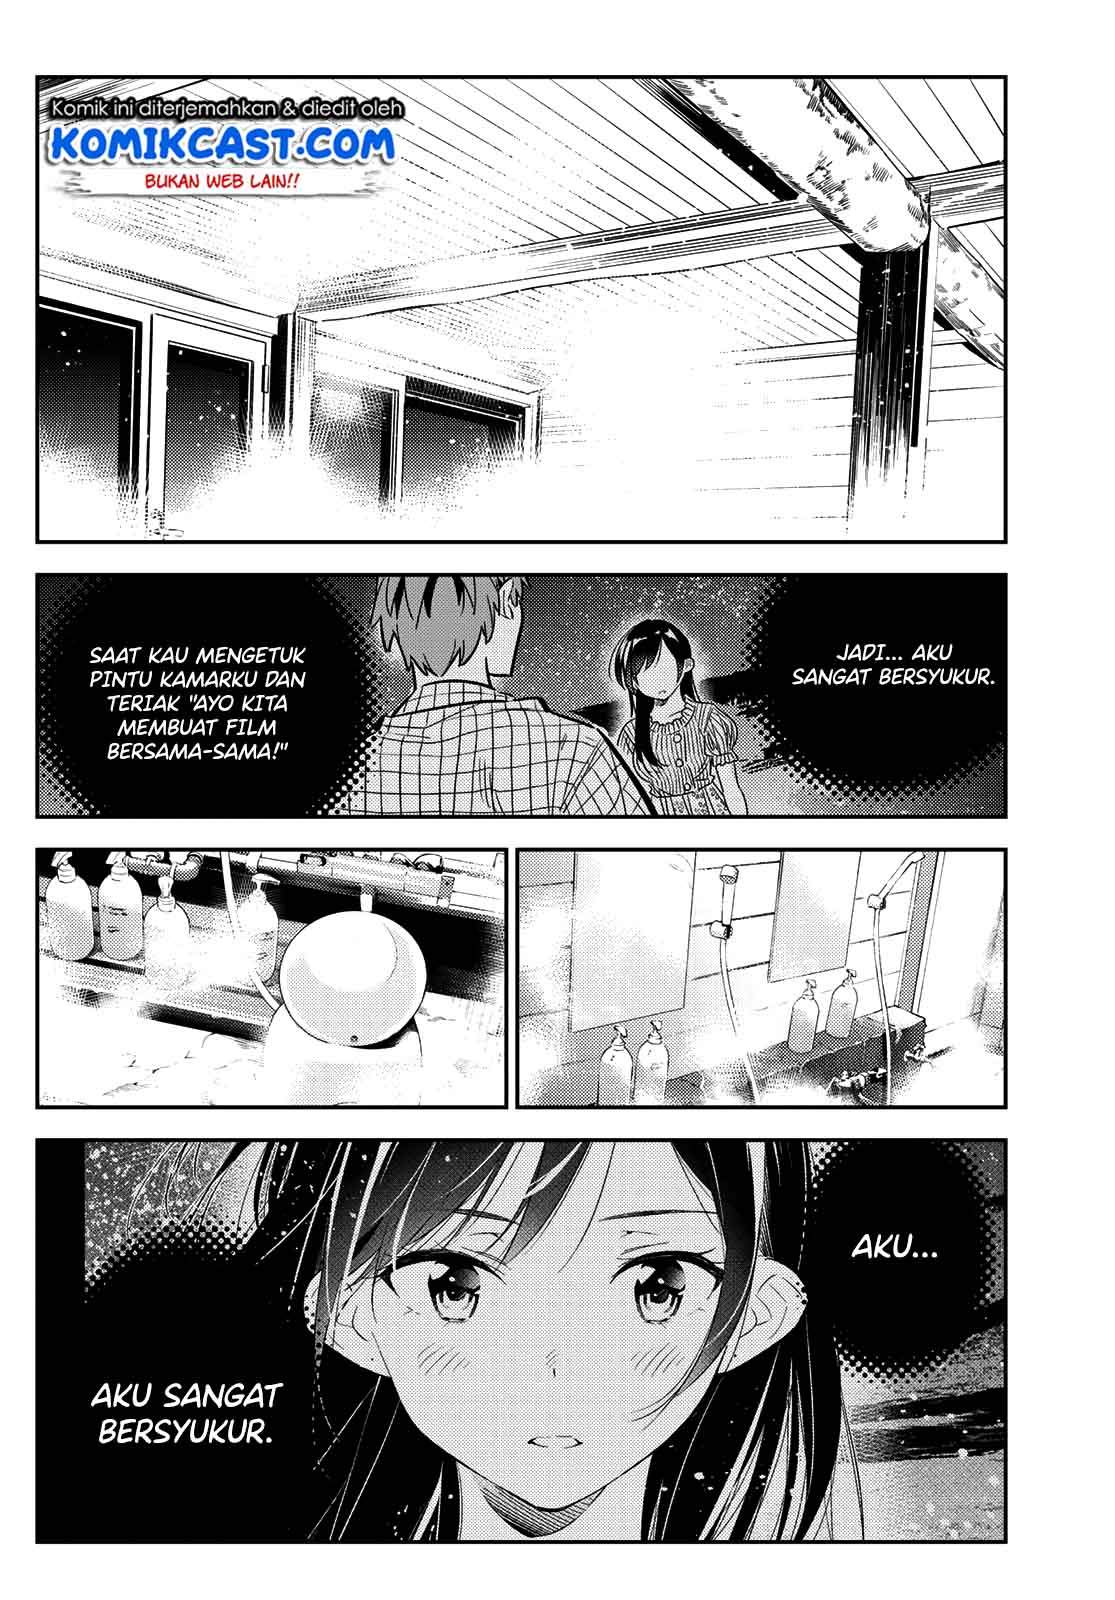 Komik ini diterjemahkan & diedit oleh
KOMIKCAST.COM
BUKAN WEB LAIN!!
JADI... AKU
SANGAT BERSYUKUR.
SAAT KAU MENGETUK
PINTU KAMARKU DAN
TERIAK "AYO KITA
MEMBUAT FILM
BERSAMA-SAMA!"
AKU...
AKU SANGAT
BERSYUKUR.